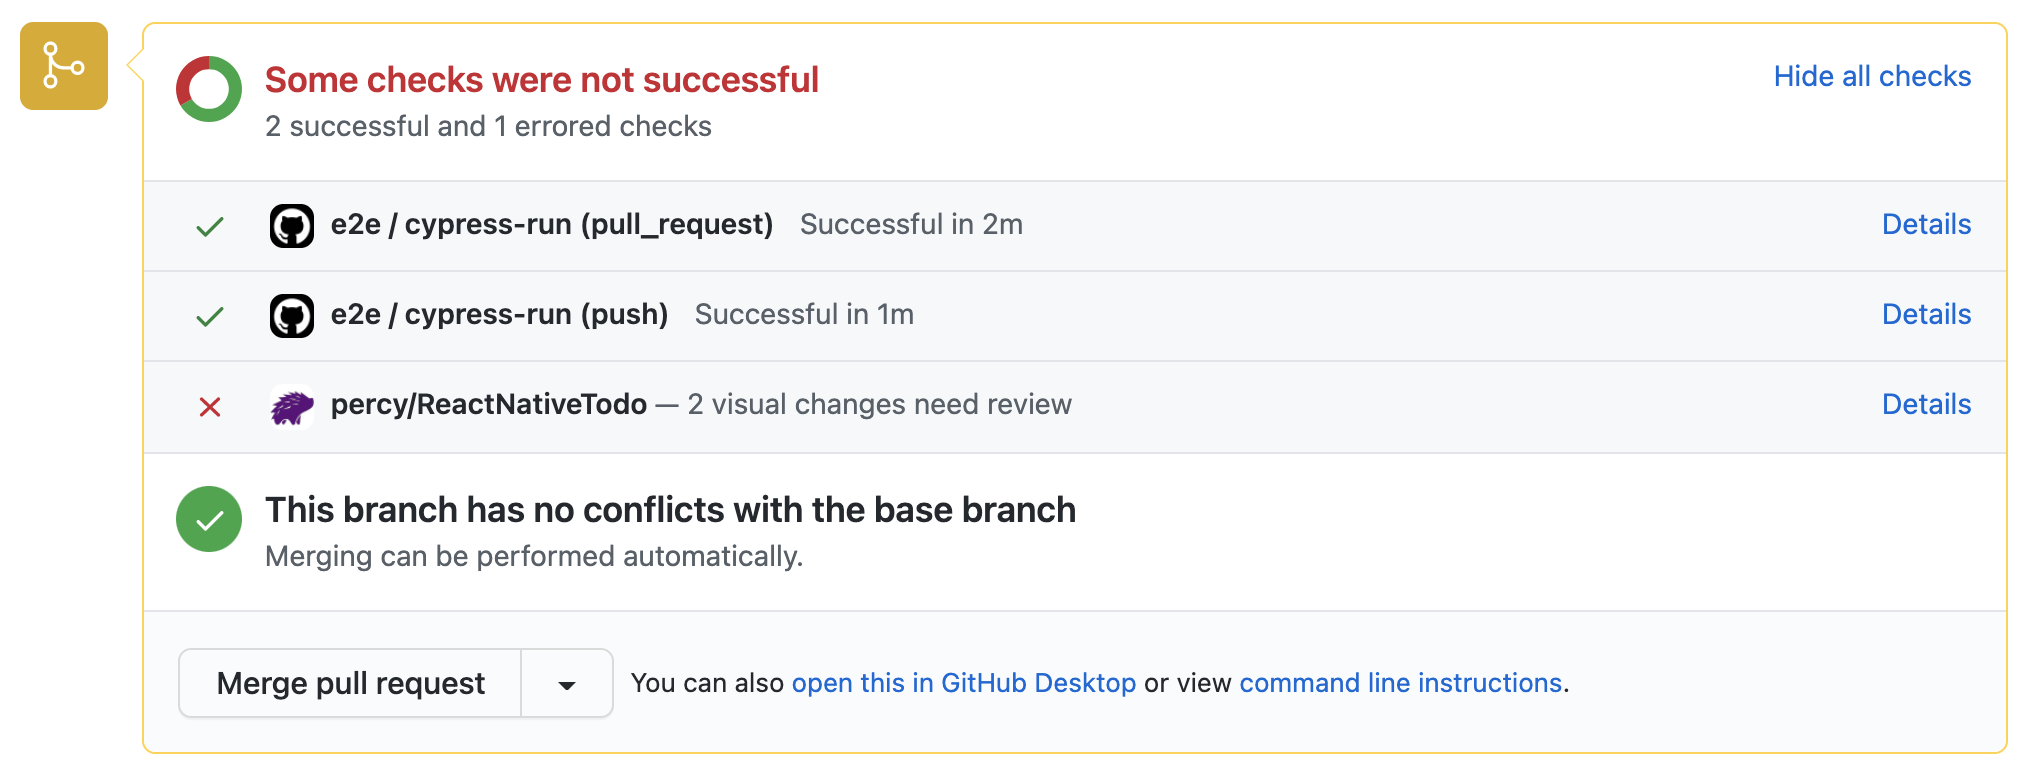 Some checks were not successful
Hide all checks
2 successful and 1 errored checks
e2e / cypress-run (pull_request) Successful in 2m
Details
e2e / cypress-run (push) Successful in 1m
Details
percy/ReactNativeTodo — 2 visual changes need review
Details
This branch has no conflicts with the base branch
Merging can be performed automatically.
Merge pull request
You can also open this in GitHub Desktop or view command line instructions.